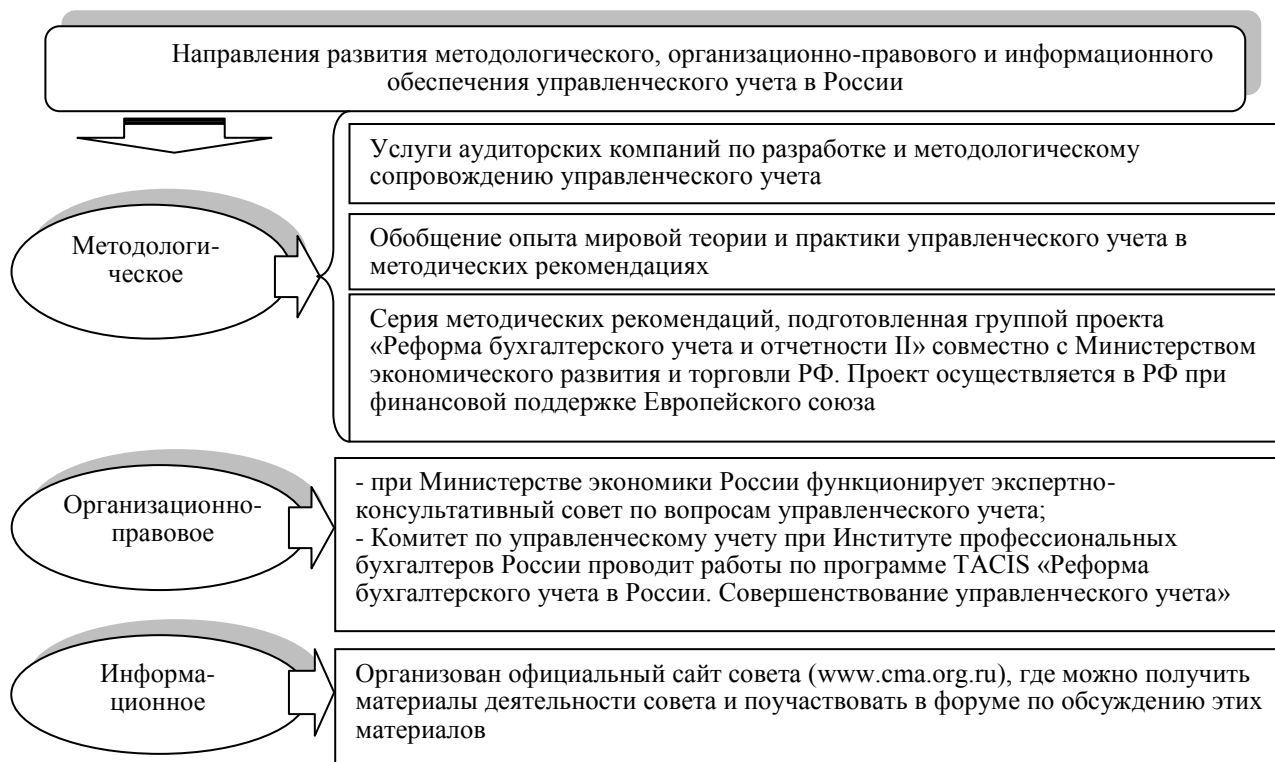 Направления развития методологического, организационно-правового и информационного
обеспечения управленческого учета в России
Методологи-
ческое
Услуги аудиторских компаний по разработке и методологическому
сопровождению управленческого учета
Обобщение опыта мировой теории и практики управленческого учета в
методических рекомендациях
Серия методических рекомендаций, подготовленная группой проекта
«Реформа бухгалтерского учета и отчетности II» совместно с Министерством
экономического развития и торговли РФ. Проект осуществляется в РФ при
финансовой поддержке Европейского союза
Организационно-
правовое
- при Министерстве экономики России функционирует экспертно-
консультативный совет по вопросам управленческого учета;
- Комитет по управленческому учету при Институте профессиональных
бухгалтеров России проводит работы по программе TACIS «Реформа
бухгалтерского учета в России. Совершенствование управленческого учета»
Информа-
ционное
Организован официальный сайт совета (www.cma.org.ru), где можно получить
материалы деятельности совета и поучаствовать в форуме по обсуждению этих
материалов